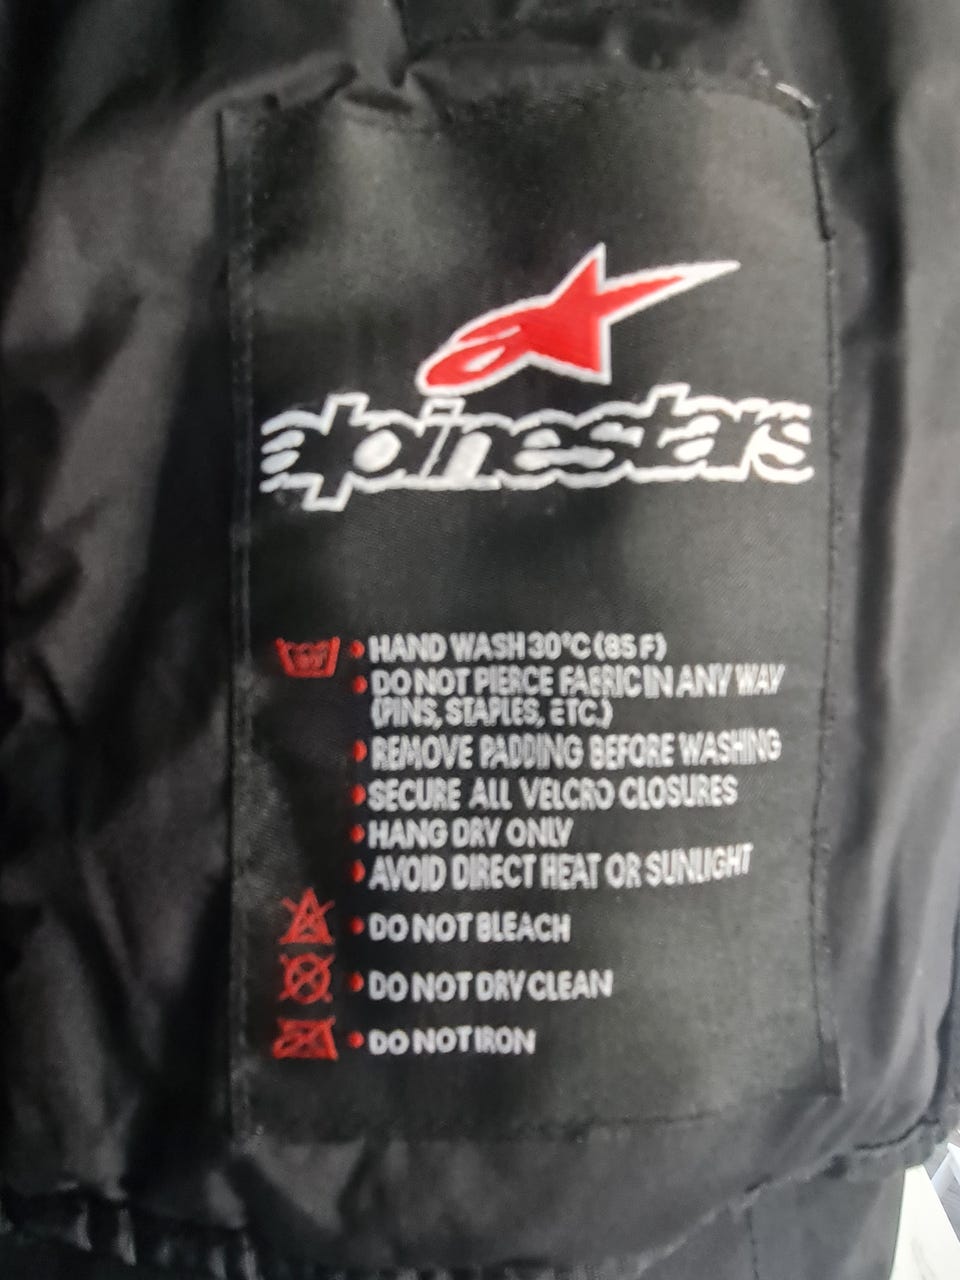 alpinestars
HAND WASH 30°C (85 F)
DO NOT PIERCE FABRIC IN ANY WAY
(PINS, STAPLES, ETC.)
REMOVE PADDING BEFORE WASHING
SECURE ALL VELCRO CLOSURES
HANG DRY ONLY
AVOID DIRECT HEAT OR SUNLIGHT
DO NOT BLEACH
DO NOT DRY CLEAN
DO NOT IRON